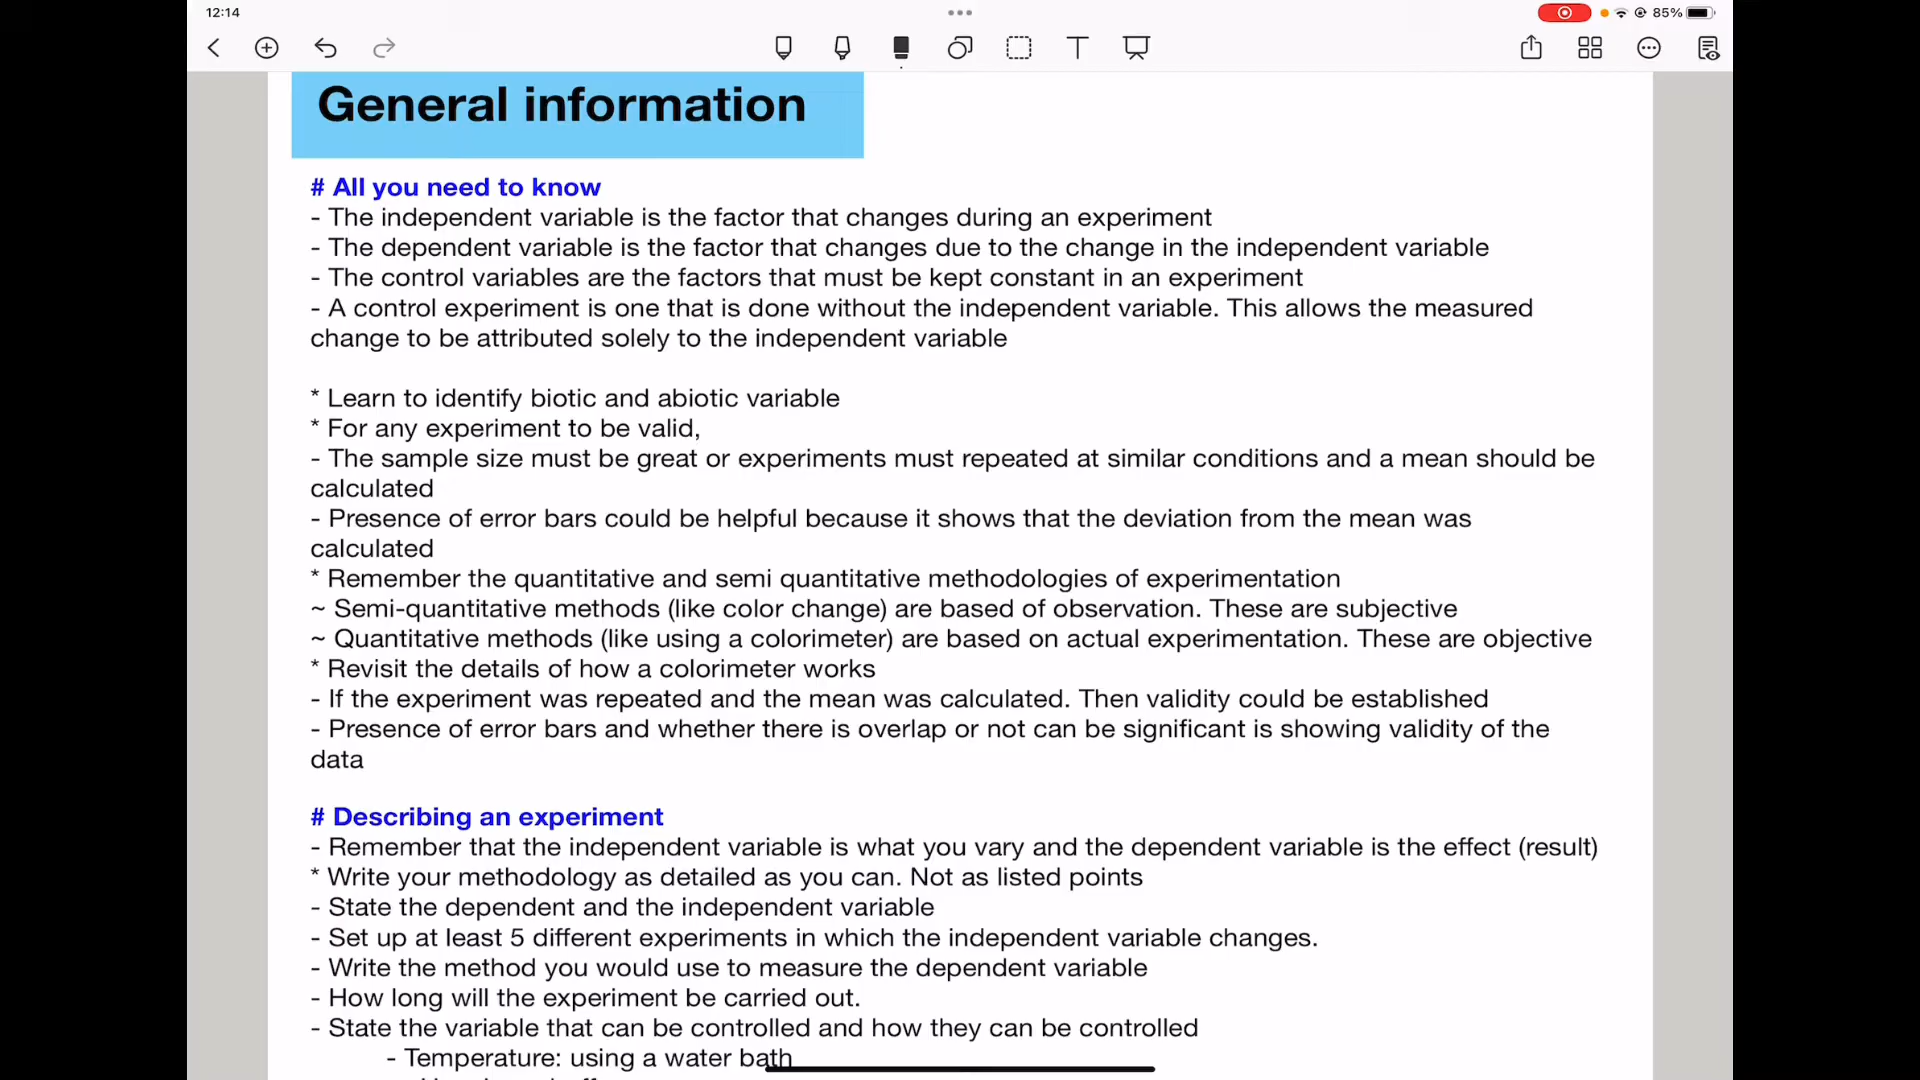 12:14
85%
General information
# All you need to know
- The independent variable is the factor that changes during an experiment
- The dependent variable is the factor that changes due to the change in the independent variable
- The control variables are the factors that must be kept constant in an experiment
- A control experiment is one that is done without the independent variable. This allows the measured
change to be attributed solely to the independent variable
* Learn to identify biotic and abiotic variable
* For any experiment to be valid,
- The sample size must be great or experiments must repeated at similar conditions and a mean should be
calculated
- Presence of error bars could be helpful because it shows that the deviation from the mean was
calculated
* Remember the quantitative and semi quantitative methodologies of experimentation
~ Semi-quantitative methods (like color change) are based of observation. These are subjective
~ Quantitative methods (like using a colorimeter) are based on actual experimentation. These are objective
* Revisit the details of how a colorimeter works
- If the experiment was repeated and the mean was calculated. Then validity could be established
- Presence of error bars and whether there is overlap or not can be significant is showing validity of the
data
# Describing an experiment
- Remember that the independent variable is what you vary and the dependent variable is the effect (result)
* Write your methodology as detailed as you can. Not as listed points
- State the dependent and the independent variable
- Set up at least 5 different experiments in which the independent variable changes.
- Write the method you would use to measure the dependent variable
- How long will the experiment be carried out.
- State the variable that can be controlled and how they can be controlled
- Temperature: using a water bath